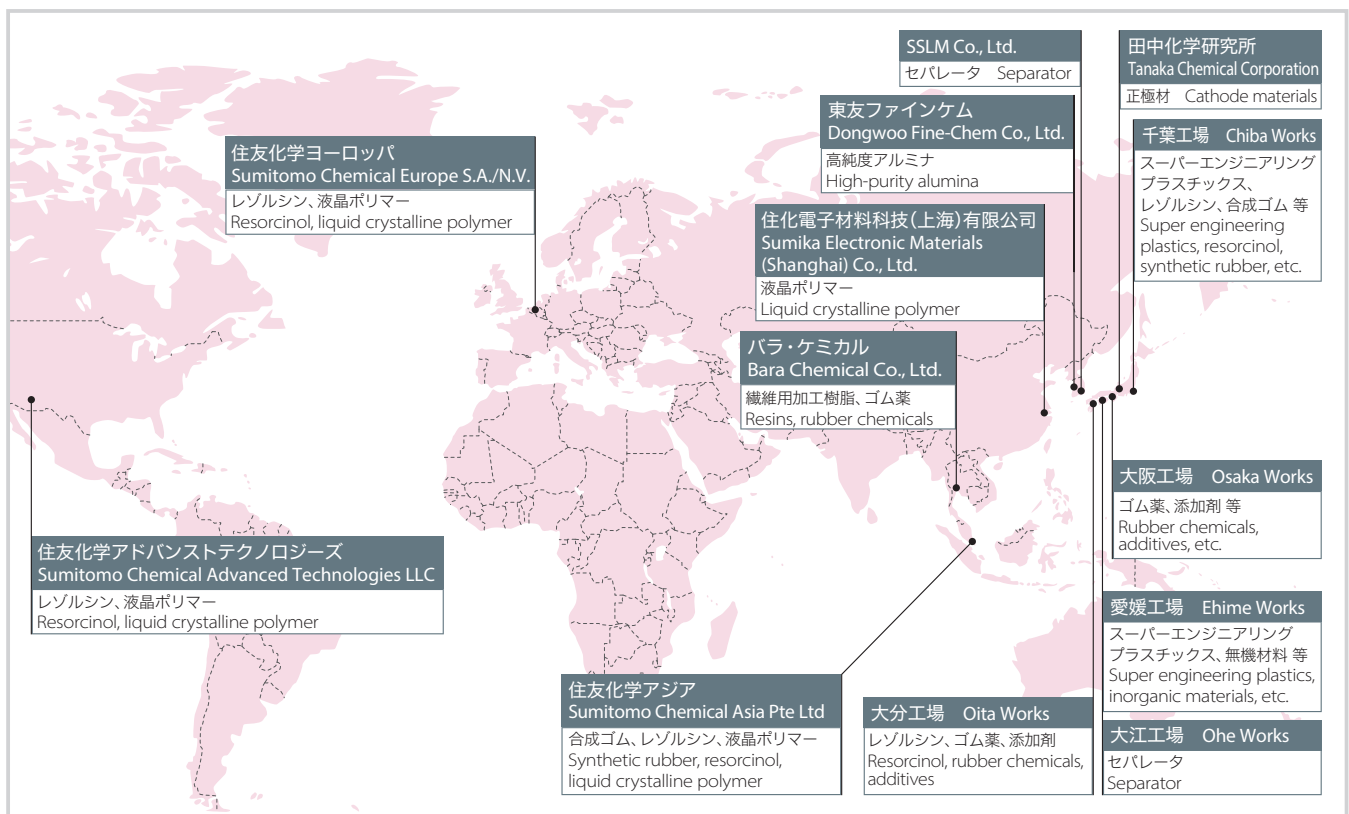 SSLM Co., Ltd.
セパレータ　Separator
田中化学研究所
Tanaka Chemical Corporation
正極材　Cathode materials
東友ファインケム
Dongwoo Fine-Chem Co., Ltd.
高純度アルミナ
High-purity alumina
千葉工場　Chiba Works
スーパーエンジニアリング
プラスチックス、
レゾルシン、合成ゴム 等
Super engineering
plastics, resorcinol,
synthetic rubber, etc.
住友化学ヨーロッパ
Sumitomo Chemical Europe S.A./N.V.
レゾルシン、液晶ポリマー
Resorcinol, liquid crystalline polymer
住化電子材料科技（上海）有限公司
Sumika Electronic Materials
(Shanghai) Co., Ltd.
液晶ポリマー
Liquid crystalline polymer
バラ・ケミカル
Bara Chemical Co., Ltd.
繊維用加工樹脂、ゴム薬
Resins, rubber chemicals
大阪工場　Osaka Works
ゴム薬、添加剤 等
Rubber chemicals,
additives, etc.
住友化学アドバンストテクノロジーズ
Sumitomo Chemical Advanced Technologies LLC
レゾルシン、液晶ポリマー
Resorcinol, liquid crystalline polymer
愛媛工場　Ehime Works
スーパーエンジニアリング
プラスチックス、無機材料 等
Super engineering plastics,
inorganic materials, etc.
住友化学アジア
Sumitomo Chemical Asia Pte Ltd
合成ゴム、レゾルシン、液晶ポリマー
Synthetic rubber, resorcinol,
liquid crystalline polymer
大分工場　Oita Works
レゾルシン、ゴム薬、添加剤
Resorcinol, rubber chemicals,
additives
大江工場　Ohe Works
セパレータ
Separator